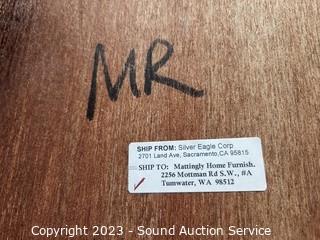 MR
SHIP FROM: Silver Eagle Corp
2701 Land Ave, Sacramento,CA 95815
SHIP TO: Mattingly Home Furnish.
2256 Mottman Rd S.W., #A
Tumwater, WA 98512
Copyright 2023 - Sound Auction Service